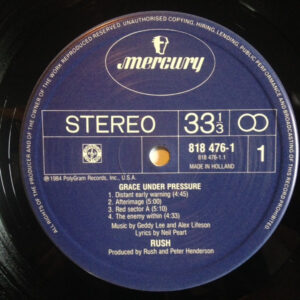 ALL RIGHTS OF THE PRODUCER AND OF THE OWNER OF THE WORK REPRODUCED RESERVED. UNAUTHORISED COPYING, HIRING, LENDING, PUBLIC PERFORMANCE AND BROADCASTING OF THIS RECORD PROHIBITED.
mercury
STEREO
33 1/3
818 476-1
818 476-1.1
MADE IN HOLLAND
1
℗ 1984 PolyGram Records, Inc., U.S.A.
GRACE UNDER PRESSURE
1. Distant early warning (4:45)
2. Afterimage (5:00)
3. Red sector A (5:10)
4. The enemy within (4:33)
Music by Geddy Lee and Alex Lifeson
Lyrics by Neil Peart
RUSH
Produced by Rush and Peter Henderson